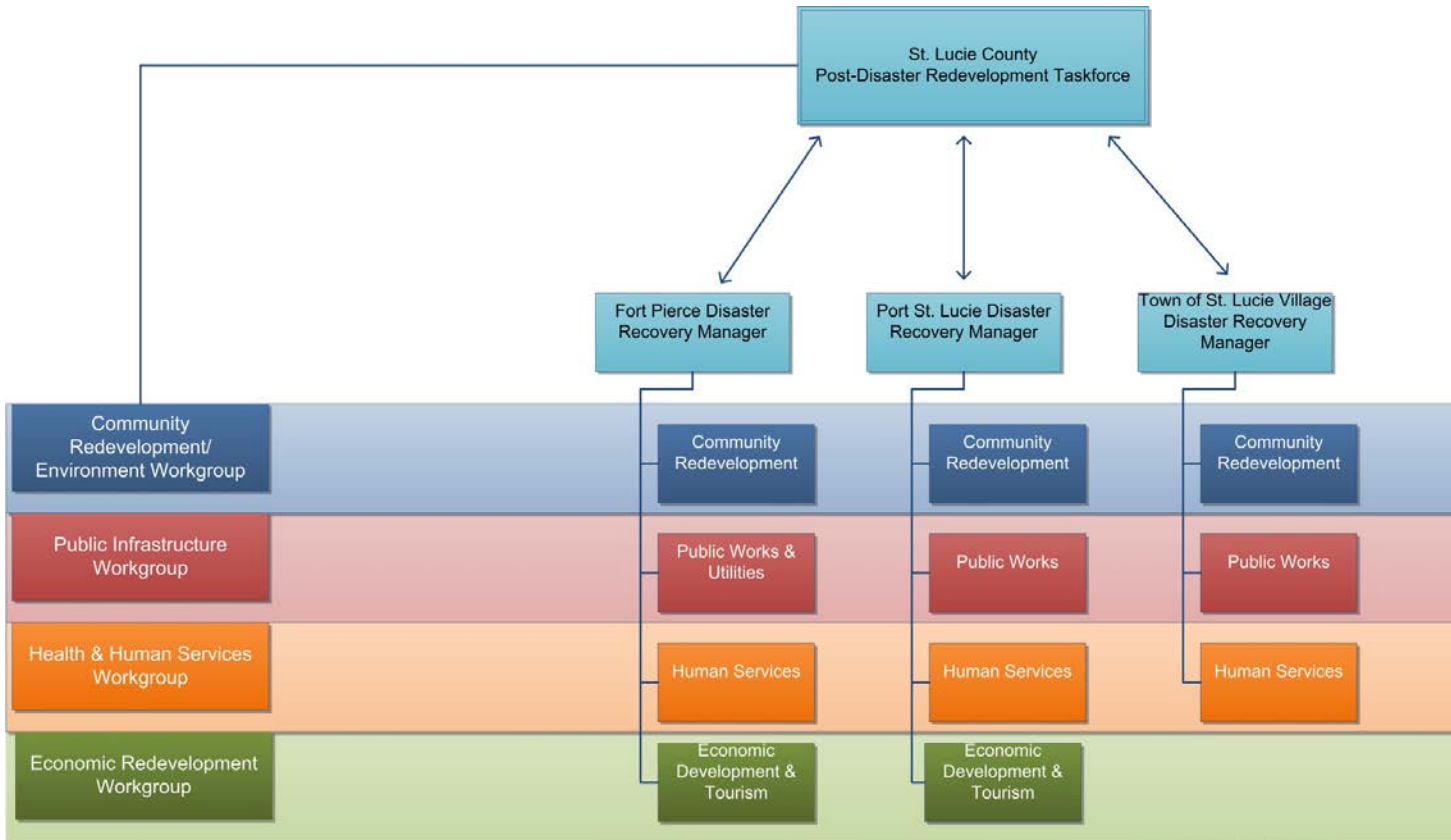 St. Lucie County
Post-Disaster Redevelopment Taskforce
Fort Pierce Disaster
Recovery Manager
Port St. Lucie Disaster
Recovery Manager
Town of St. Lucie Village
Disaster Recovery
Manager
Community
Redevelopment/
Environment Workgroup
Community
Redevelopment
Community
Redevelopment
Community
Redevelopment
Public Infrastructure
Workgroup
Public Works &
Utilities
Public Works
Public Works
Health & Human Services
Workgroup
Human Services
Human Services
Human Services
Economic Redevelopment
Workgroup
Economic
Development &
Tourism
Economic
Development &
Tourism